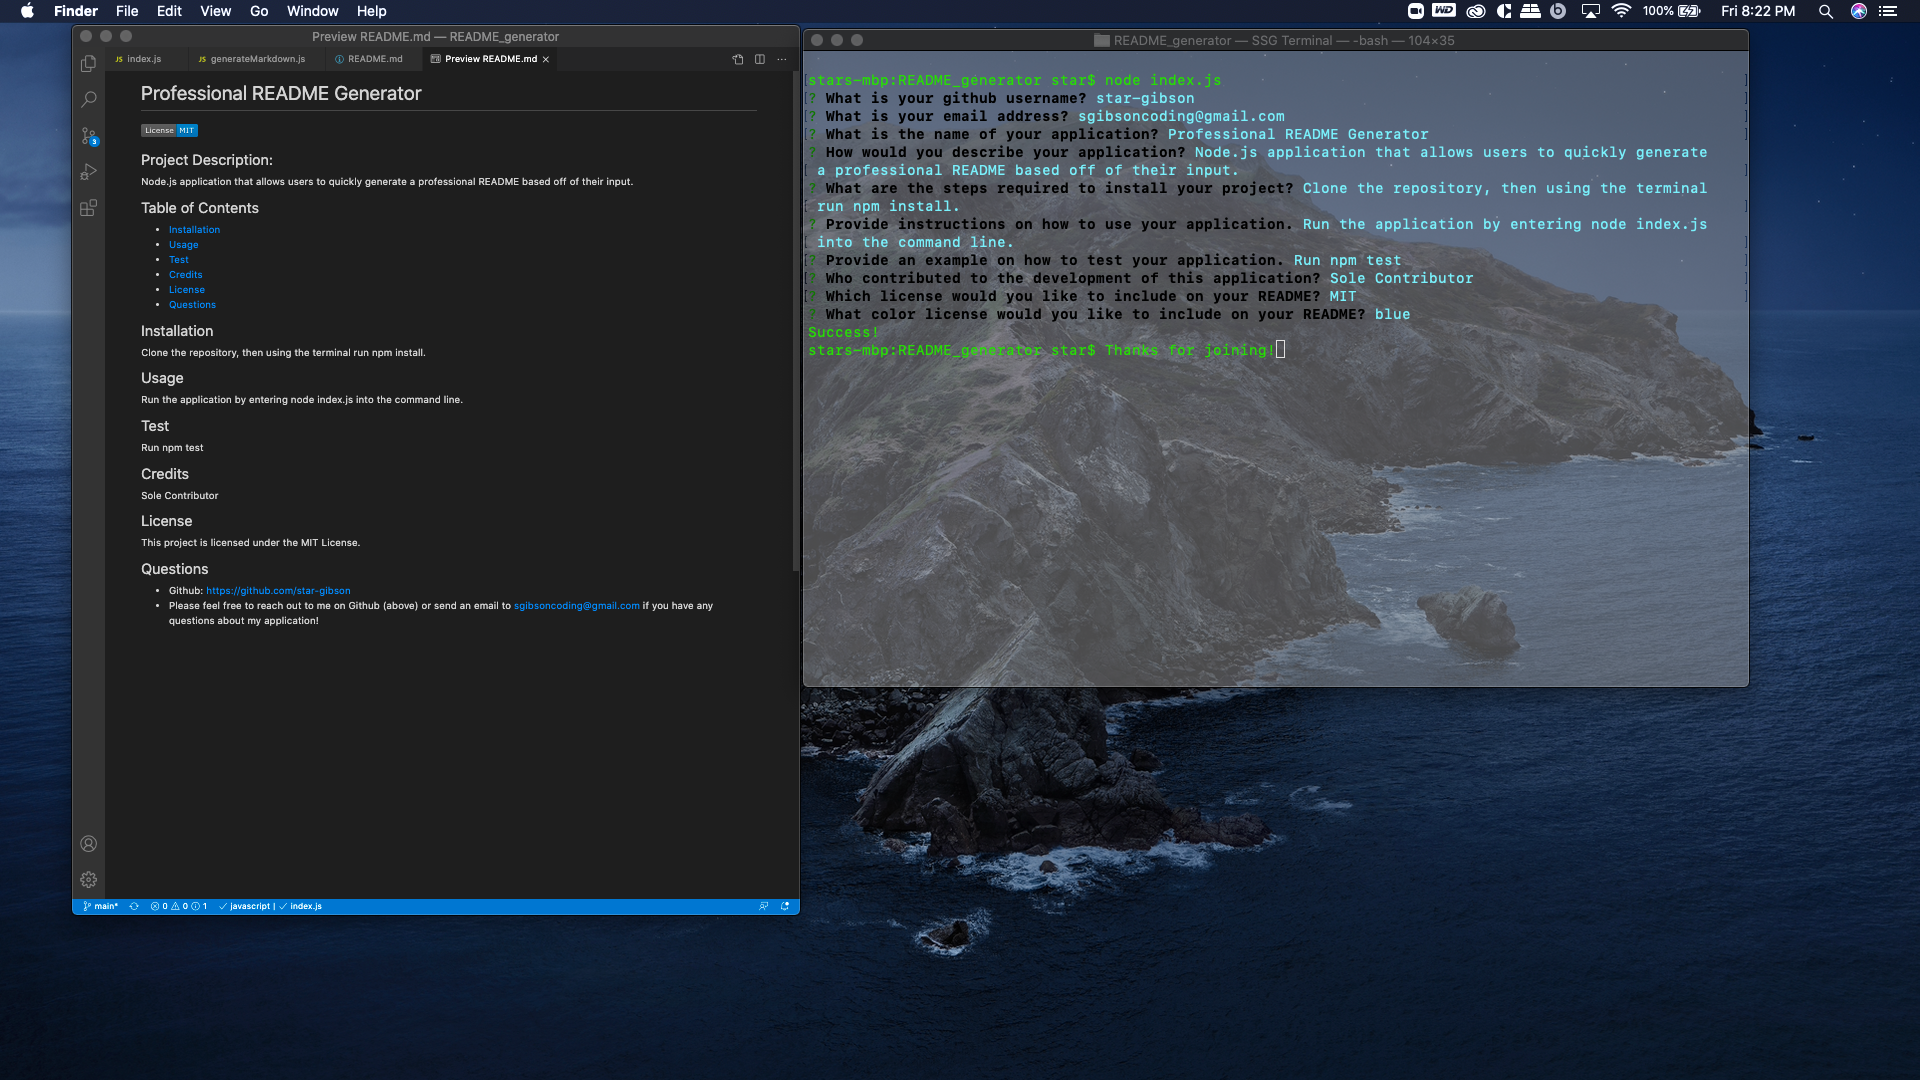 Finder File Edit View Go Window Help
100% Fri 8:22 PM
Preview README.md — README_generator
JS index.js JS generateMarkdown.js README.md Preview README.md
Professional README Generator
License MIT
3
Project Description:
Node.js application that allows users to quickly generate a professional README based off of their input.
Table of Contents
Installation
Usage
Test
Credits
License
Questions
Installation
Clone the repository, then using the terminal run npm install.
Usage
Run the application by entering node index.js into the command line.
Test
Run npm test
Credits
Sole Contributor
License
This project is licensed under the MIT License.
Questions
Github: https://github.com/star-gibson
Please feel free to reach out to me on Github (above) or send an email to sgibsoncoding@gmail.com if you have any
questions about my application!
main* 0 0 1 javascript | index.js
README_generator — SSG Terminal — -bash — 104×35
[stars-mbp:README_generator star$ node index.js ]
[? What is your github username? star-gibson ]
[? What is your email address? sgibsoncoding@gmail.com ]
[? What is the name of your application? Professional README Generator ]
? How would you describe your application? Node.js application that allows users to quickly generate
[ a professional README based off of their input. ]
? What are the steps required to install your project? Clone the repository, then using the terminal
[ run npm install. ]
? Provide instructions on how to use your application. Run the application by entering node index.js
[ into the command line. ]
[? Provide an example on how to test your application. Run npm test ]
[? Who contributed to the development of this application? Sole Contributor ]
[? Which license would you like to include on your README? MIT ]
? What color license would you like to include on your README? blue
Success!
stars-mbp:README_generator star$ Thanks for joining!